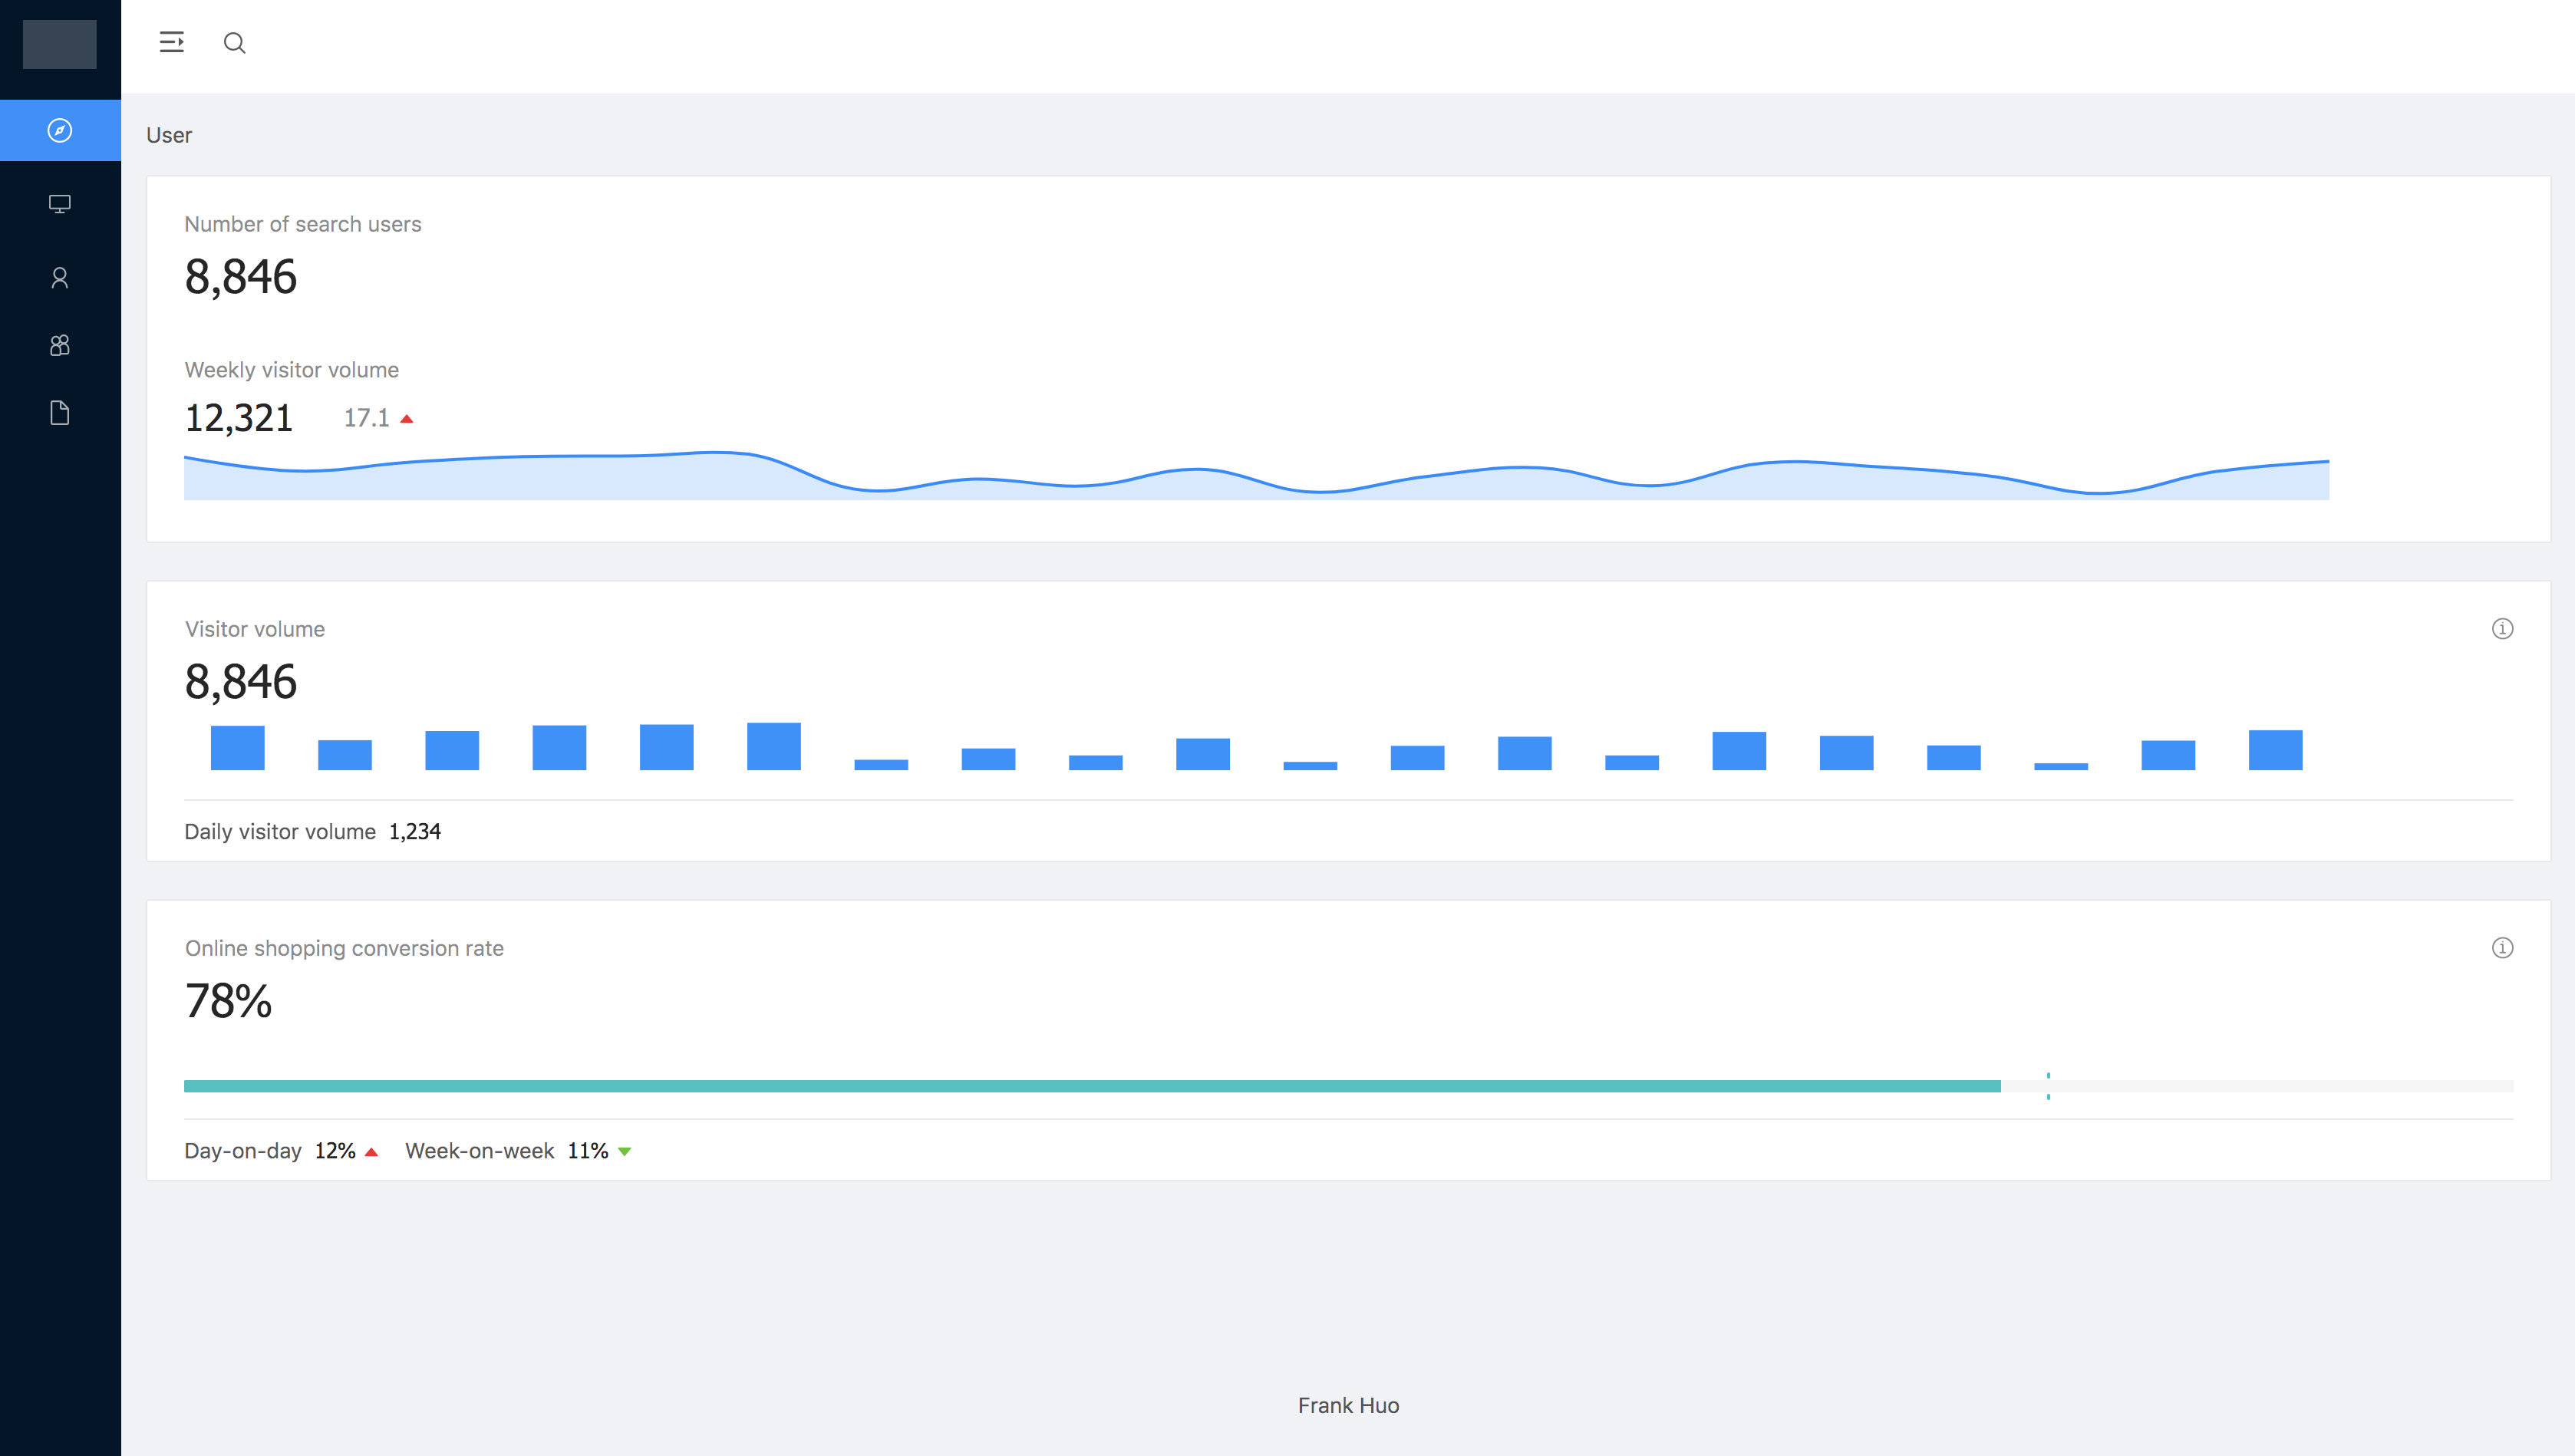 User
Number of search users
8,846
Weekly visitor volume
12,321 17.1
Visitor volume
8,846
Daily visitor volume 1,234
Online shopping conversion rate
78%
Day-on-day 12% Week-on-week 11%
Frank Huo